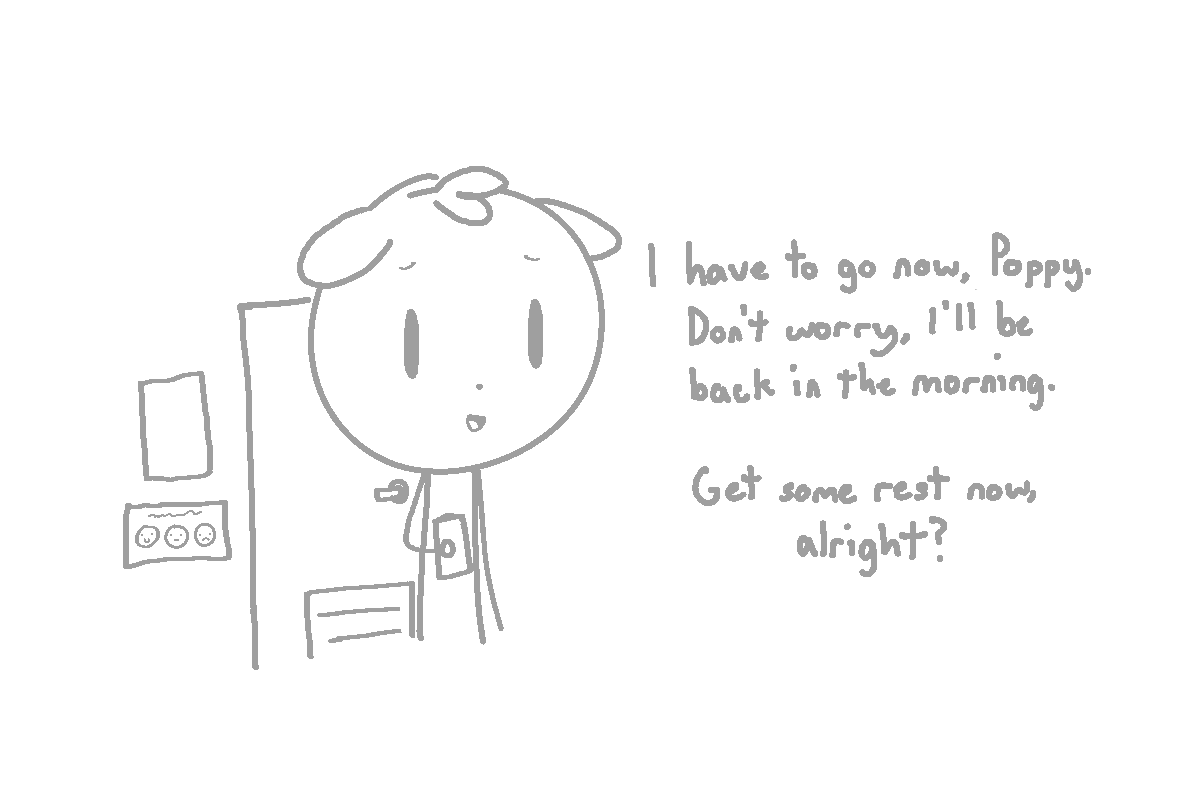 I have to go now, Poppy.
Don't worry, I'll be
back in the morning.
Get some rest now,
alright?